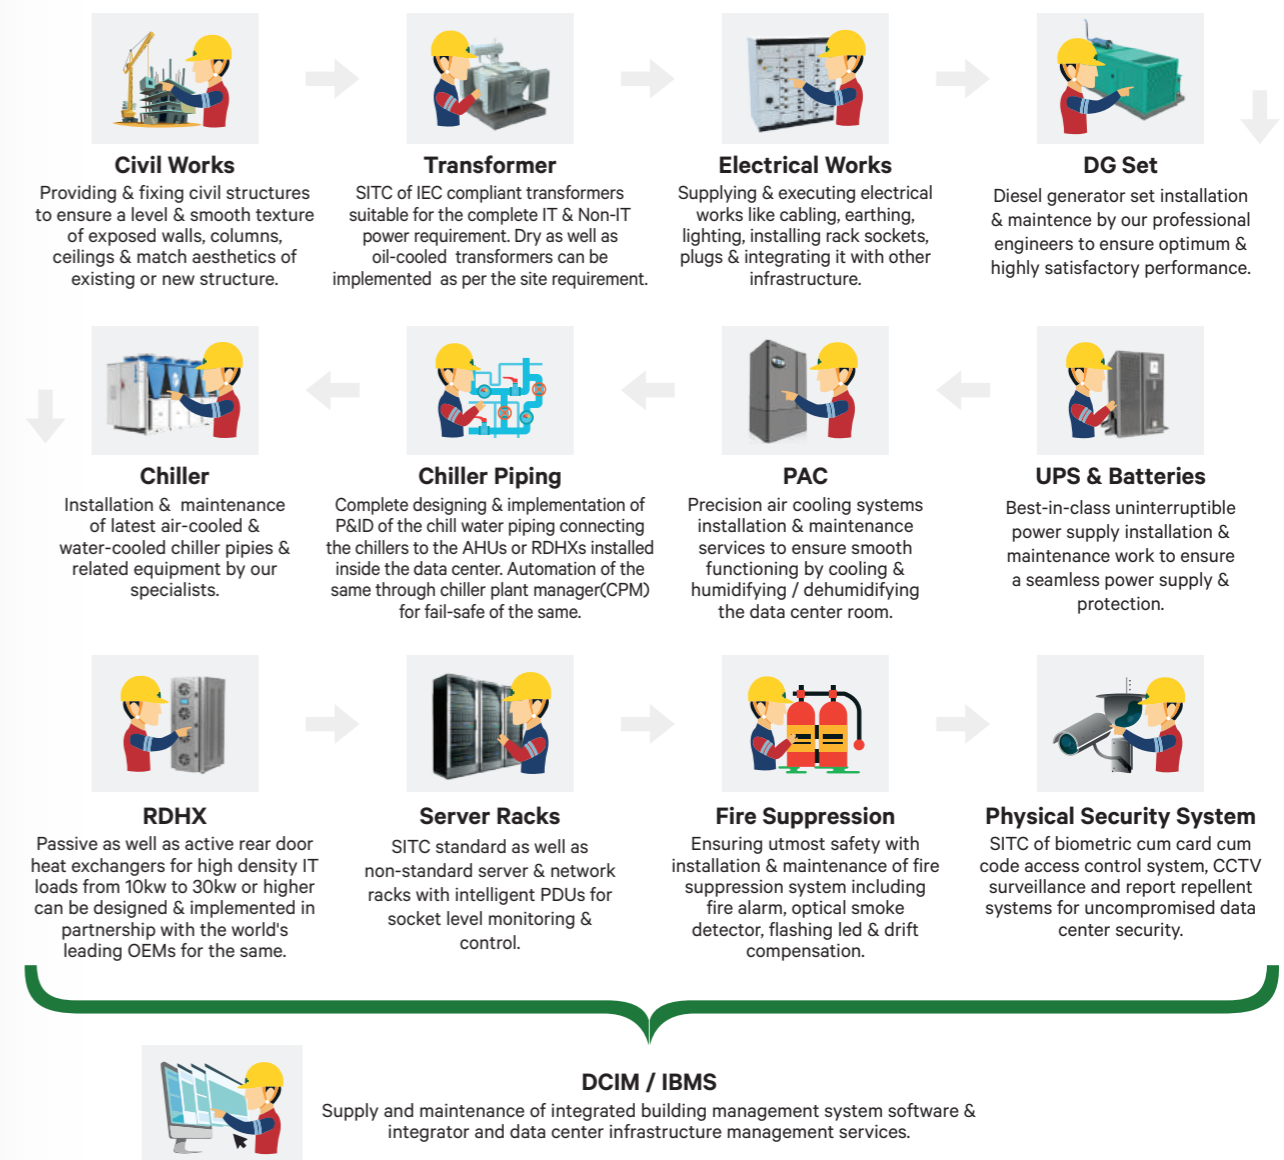 Civil Works
Providing & fixing civil structures
to ensure a level & smooth texture
of exposed walls, columns,
ceilings & match aesthetics of
existing or new structure.
Transformer
SITC of IEC compliant transformers
suitable for the complete IT & Non-IT
power requirement. Dry as well as
oil-cooled transformers can be
implemented as per the site requirement.
Electrical Works
Supplying & executing electrical
works like cabling, earthing,
lighting, installing rack sockets,
plugs & integrating it with other
infrastructure.
DG Set
Diesel generator set installation
& maintence by our professional
engineers to ensure optimum &
highly satisfactory performance.
Chiller
Installation & maintenance
of latest air-cooled &
water-cooled chiller pipies &
related equipment by our
specialists.
Chiller Piping
Complete designing & implementation of
P&ID of the chill water piping connecting
the chillers to the AHUs or RDHXs installed
inside the data center. Automation of the
same through chiller plant manager(CPM)
for fail-safe of the same.
PAC
Precision air cooling systems
installation & maintenance
services to ensure smooth
functioning by cooling &
humidifying / dehumidifying
the data center room.
UPS & Batteries
Best-in-class uninterruptible
power supply installation &
maintenance work to ensure
a seamless power supply &
protection.
RDHX
Passive as well as active rear door
heat exchangers for high density IT
loads from 10kw to 30kw or higher
can be designed & implemented in
partnership with the world's
leading OEMs for the same.
Server Racks
SITC standard as well as
non-standard server & network
racks with intelligent PDUs for
socket level monitoring &
control.
Fire Suppression
Ensuring utmost safety with
installation & maintenance of fire
suppression system including
fire alarm, optical smoke
detector, flashing led & drift
compensation.
Physical Security System
SITC of biometric cum card cum
code access control system, CCTV
surveillance and report repellent
systems for uncompromised data
center security.
DCIM / IBMS
Supply and maintenance of integrated building management system software &
integrator and data center infrastructure management services.